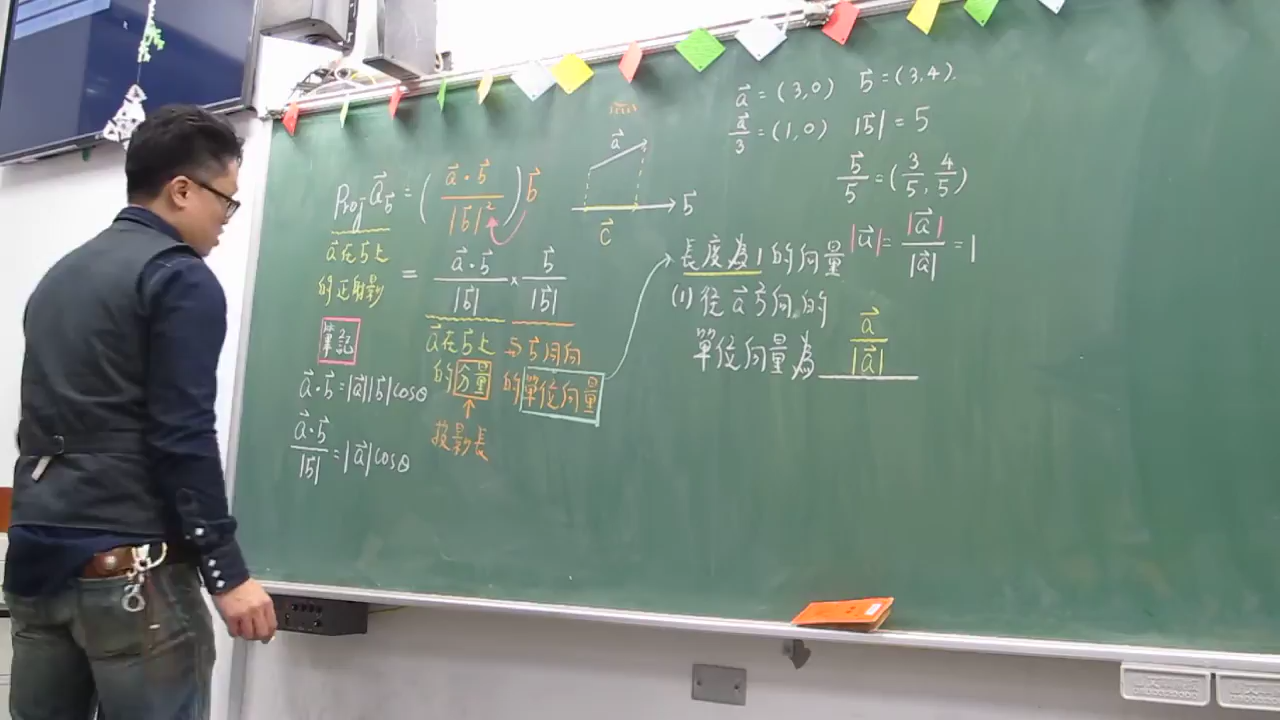 Proj a⃗_b⃗ = ( a⃗·b⃗ / |b⃗|² ) b⃗
a⃗在b⃗上
的正射影
= a⃗·b⃗ / |b⃗| × b⃗ / |b⃗|
a⃗在b⃗上
的分量
投影長
與b⃗同向
的單位向量
筆記
a⃗·b⃗=|a⃗||b⃗|cosθ
a⃗·b⃗ / |b⃗| = |a⃗|cosθ
a⃗
b⃗
c⃗
a⃗ = (3,0) b⃗ = (3,4).
a⃗/3 = (1,0) |b⃗| = 5
b⃗/5 = (3/5, 4/5)
長度為1的向量 |a⃗| = |a⃗| / |a⃗| = 1
(1) 從a⃗方向的
單位向量為 a⃗ / |a⃗|